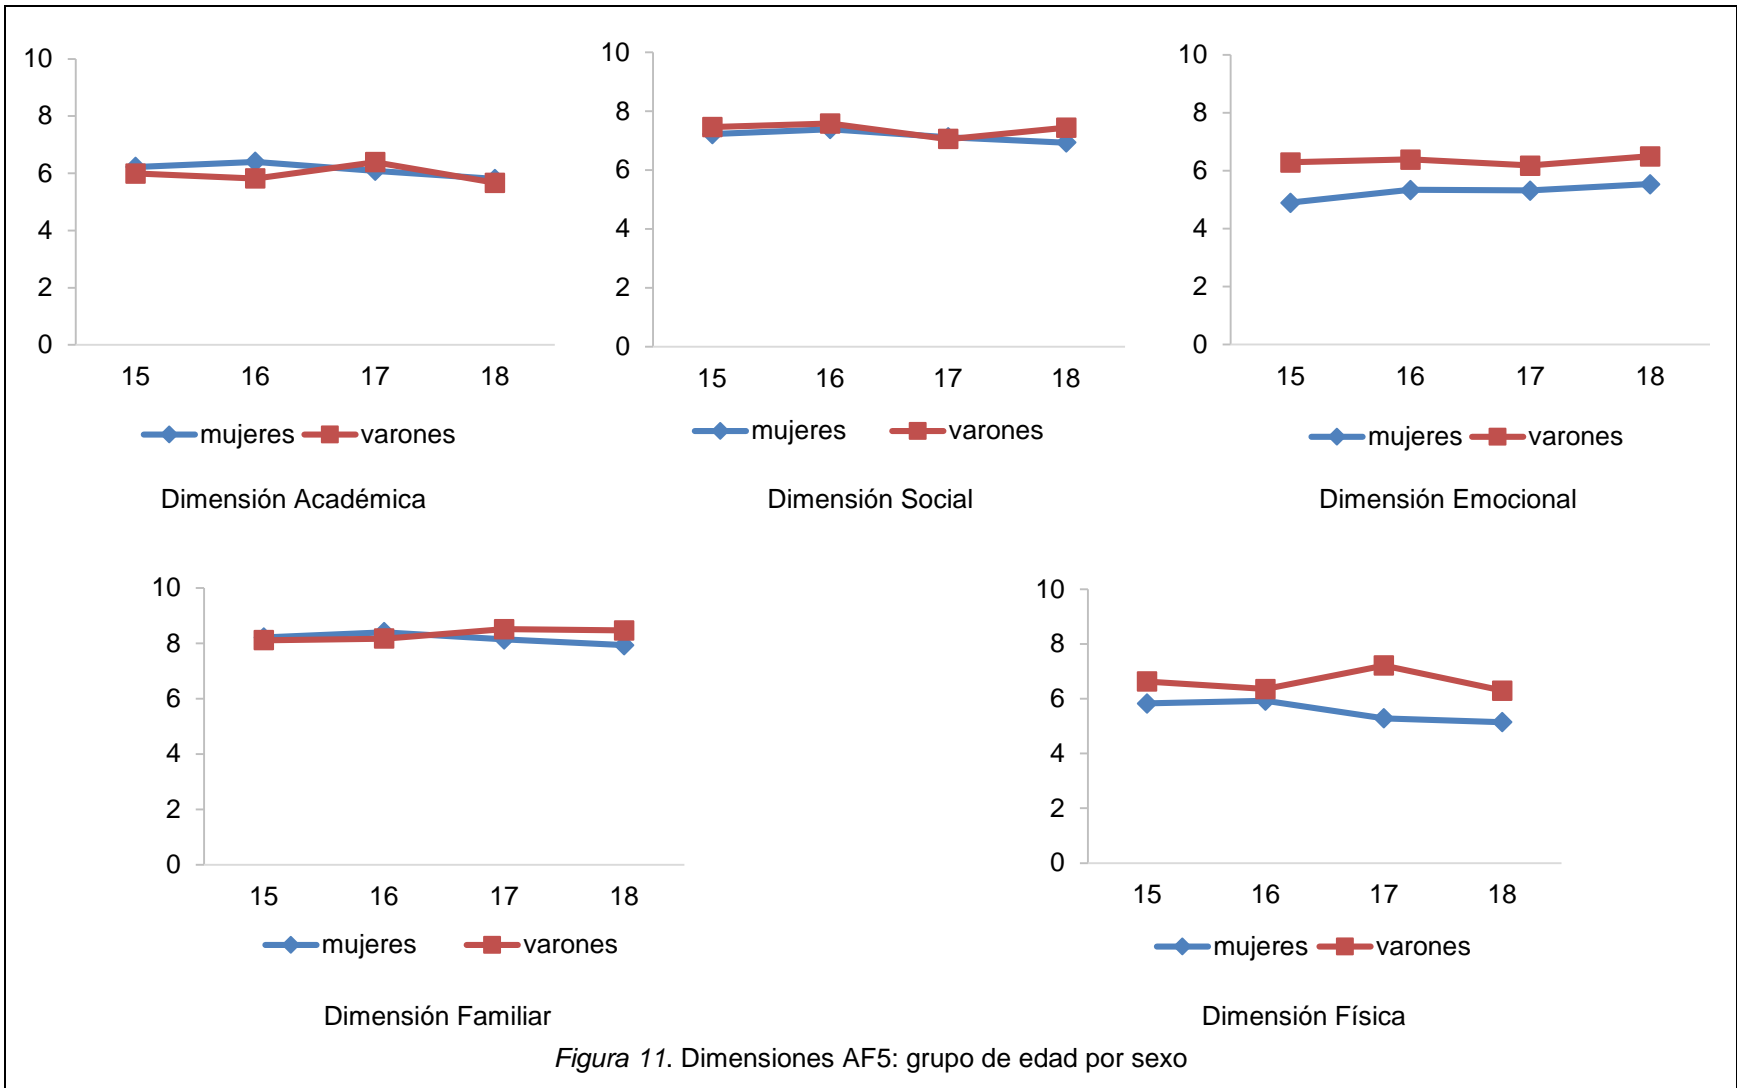 10
8
6
4
2
0
15 16 17 18
mujeres varones
Dimensión Académica
10
8
6
4
2
0
15 16 17 18
mujeres varones
Dimensión Social
10
8
6
4
2
0
15 16 17 18
mujeres varones
Dimensión Emocional
10
8
6
4
2
0
15 16 17 18
mujeres varones
Dimensión Familiar
10
8
6
4
2
0
15 16 17 18
mujeres varones
Dimensión Física
Figura 11. Dimensiones AF5: grupo de edad por sexo